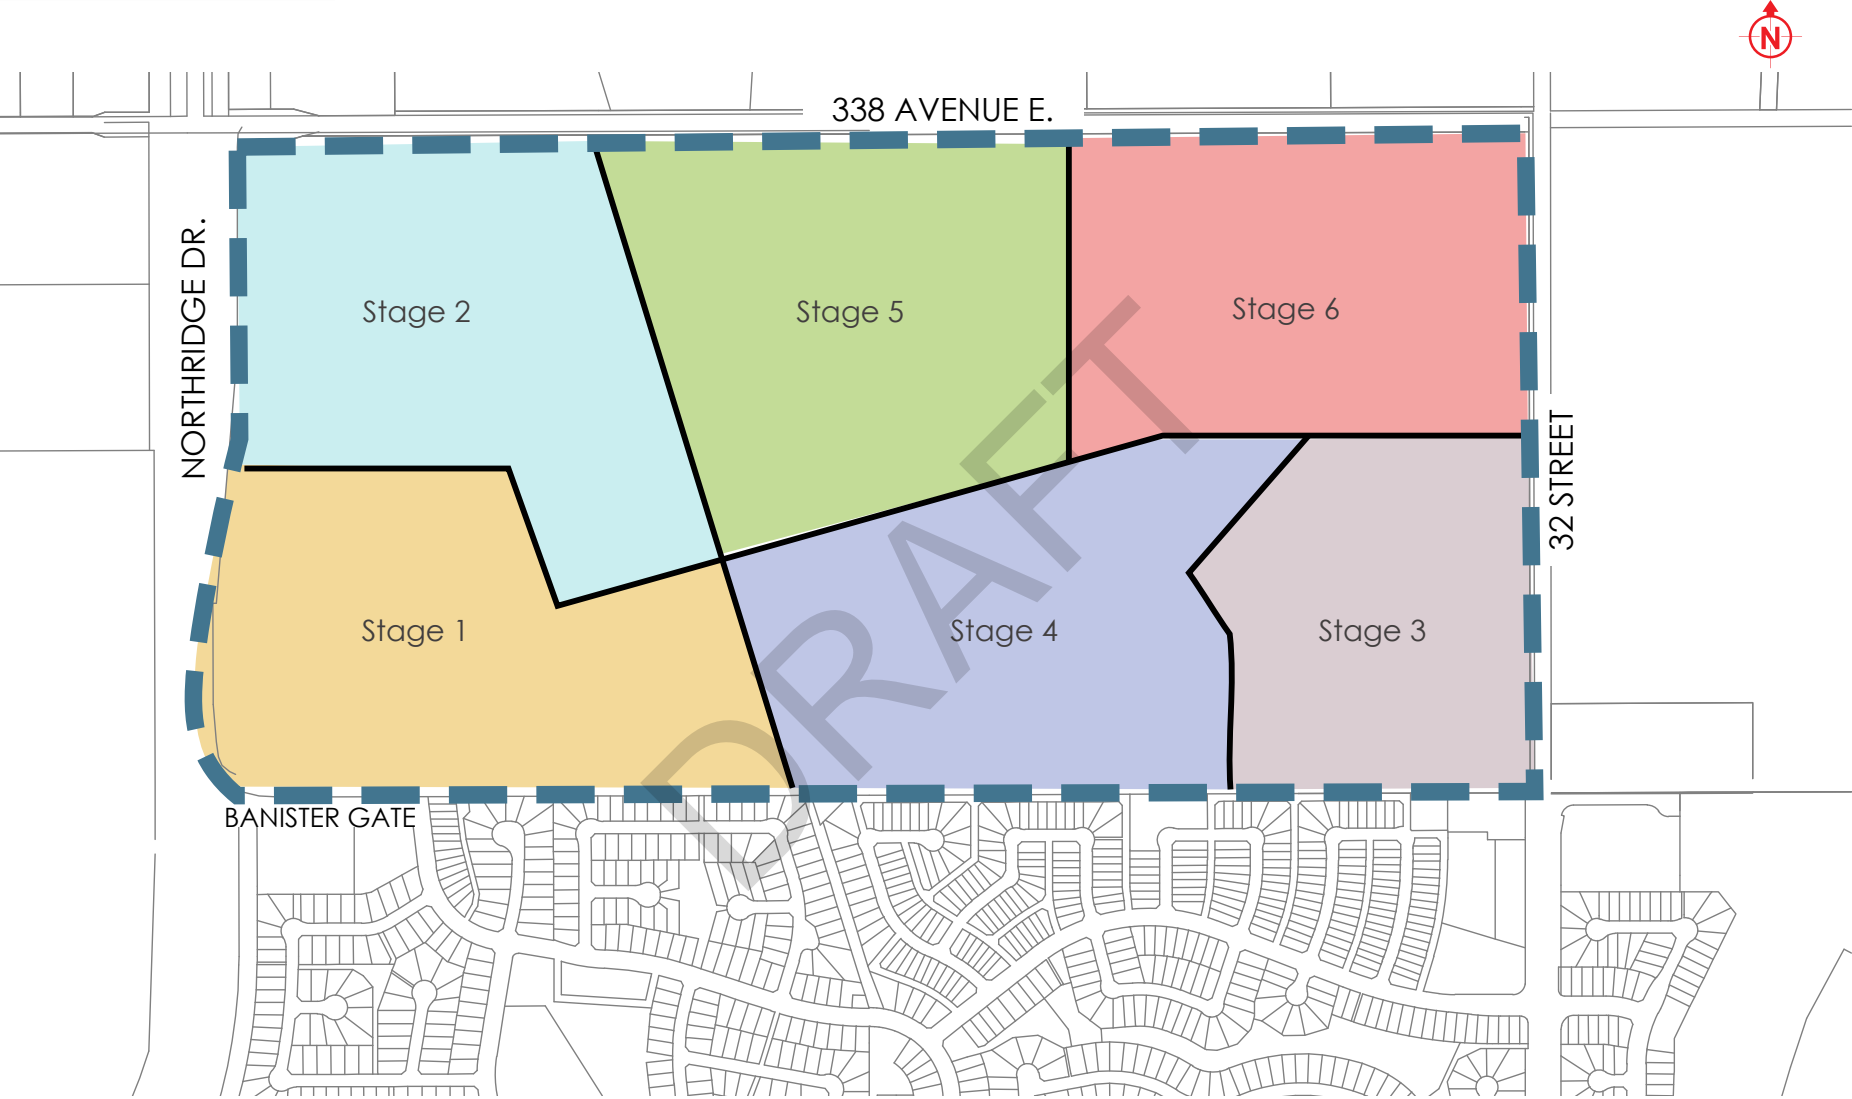 N
338 AVENUE E.
NORTHRIDGE DR.
Stage 2
Stage 5
Stage 6
32 STREET
Stage 1
Stage 4
Stage 3
DRAFT
BANISTER GATE